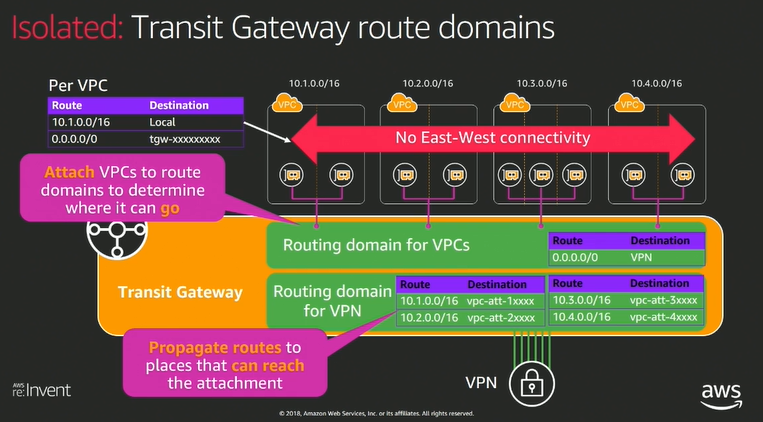 Isolated: Transit Gateway route domains
Per VPC
Route Destination
10.1.0.0/16 Local
0.0.0.0/0 tgw-xxxxxxxxx
10.1.0.0/16 10.2.0.0/16 10.3.0.0/16 10.4.0.0/16
VPC VPC VPC VPC
No East-West connectivity
Attach VPCs to route
domains to determine
where it can go
Routing domain for VPCs
Route Destination
0.0.0.0/0 VPN
Transit Gateway
Routing domain
for VPN
Route Destination
10.1.0.0/16 vpc-att-1xxxx
10.2.0.0/16 vpc-att-2xxxx
Route Destination
10.3.0.0/16 vpc-att-3xxxx
10.4.0.0/16 vpc-att-4xxxx
Propagate routes to
places that can reach
the attachment
VPN
AWS
re:Invent
© 2018, Amazon Web Services, Inc. or its affiliates. All rights reserved.
aws